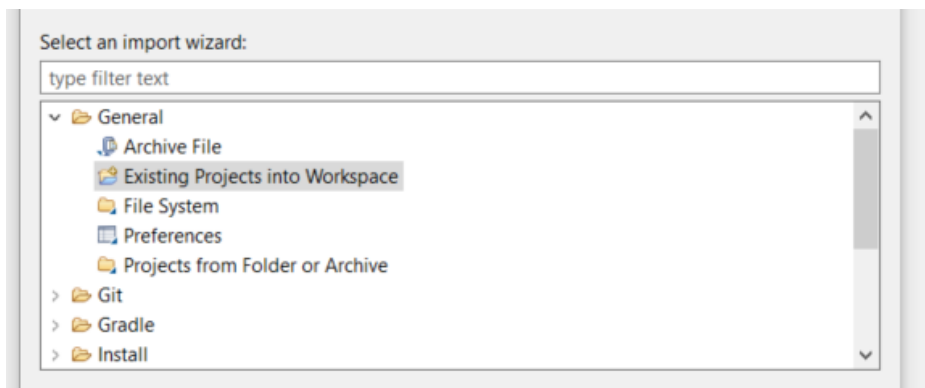 Select an import wizard:
type filter text
General
Archive File
Existing Projects into Workspace
File System
Preferences
Projects from Folder or Archive
Git
Gradle
Install